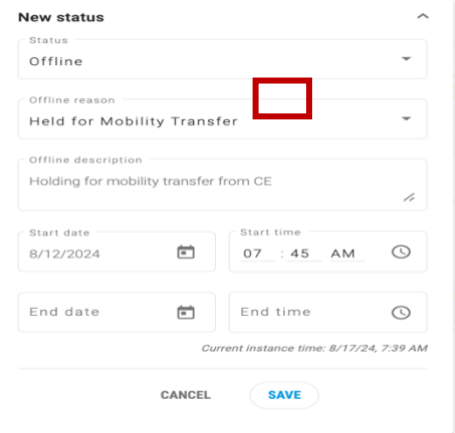 New status
Status
Offline
Offline reason
Held for Mobility Transfer
Offline description
Holding for mobility transfer from CE
Start date
8/12/2024
Start time
07 : 45 AM
End date
End time
Current instance time: 8/17/24, 7:39 AM
CANCEL SAVE